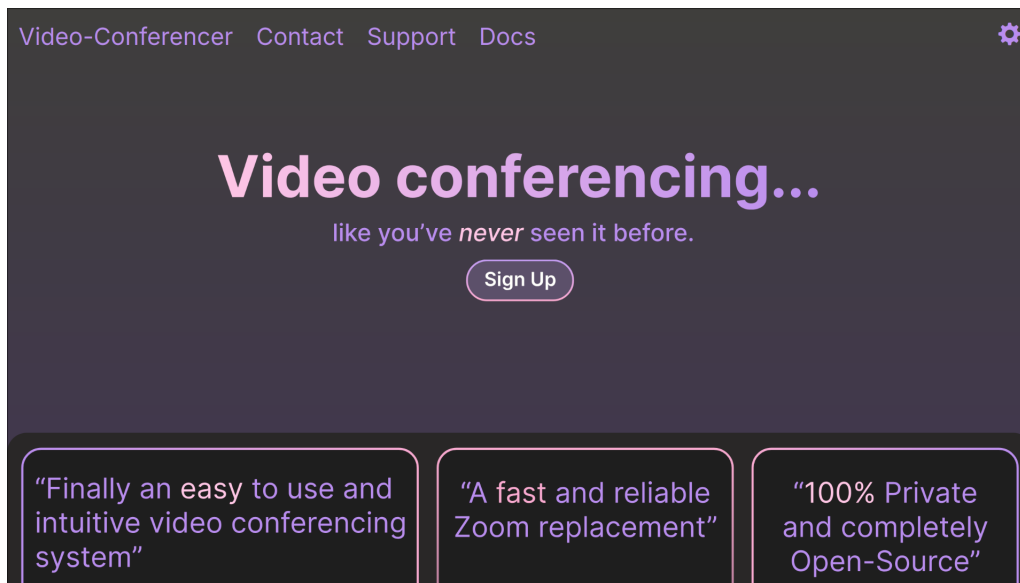 Video-Conferencer Contact Support Docs
Video conferencing...
like you’ve never seen it before.
Sign Up
“Finally an easy to use and
intuitive video conferencing
system”
“A fast and reliable
Zoom replacement”
“100% Private
and completely
Open-Source”